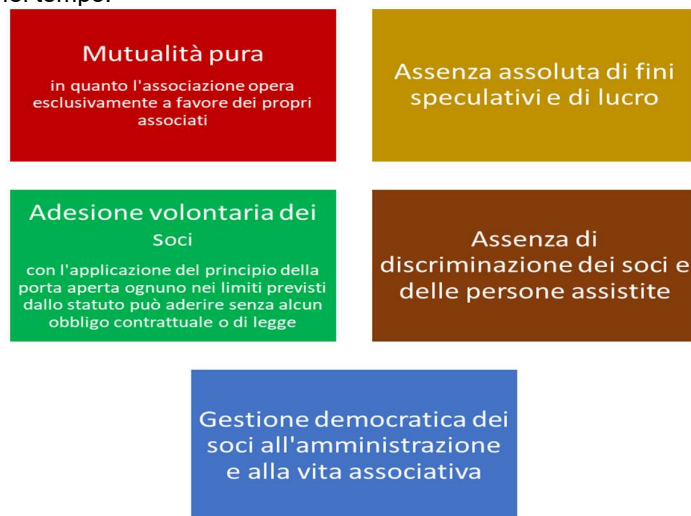 nel tempo.
Mutualità pura
in quanto l'associazione opera
esclusivamente a favore dei propri
associati
Assenza assoluta di fini
speculativi e di lucro
Adesione volontaria dei
Soci
con l'applicazione del principio della
porta aperta ognuno nei limiti previsti
dallo statuto può aderire senza alcun
obbligo contrattuale o di legge
Assenza di
discriminazione dei soci e
delle persone assistite
Gestione democratica dei
soci all'amministrazione
e alla vita associativa